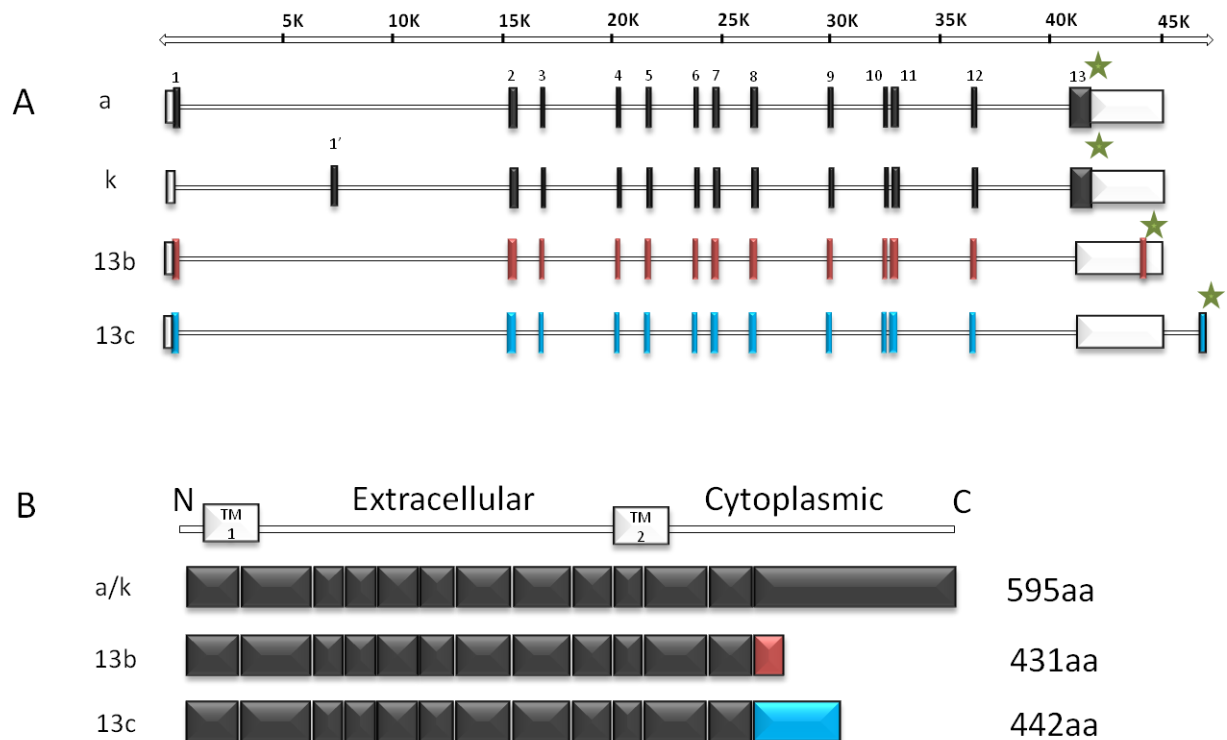 5K 10K 15K 20K 25K 30K 35K 40K 45K
A
a
1 2 3 4 5 6 7 8 9 10 11 12 13
k
1′
13b
13c
B
N Extracellular Cytoplasmic C
TM
1
TM
2
a/k 595aa
13b 431aa
13c 442aa